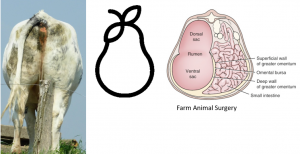 Dorsal
sac
Rumen
Ventral
sac
Superficial wall
of greater omentum
Omental bursa
Deep wall
of greater omentum
Small intestine
Farm Animal Surgery